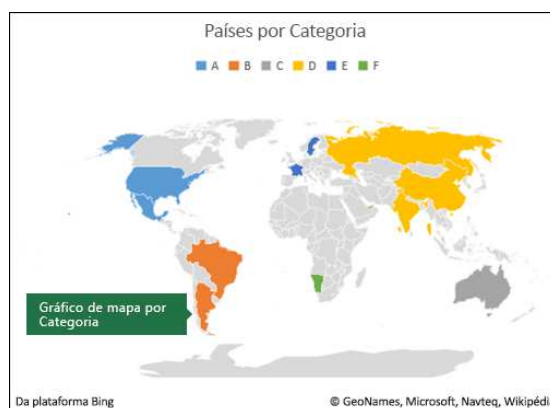 Países por Categoria
A B C D E F
Gráfico de mapa por
Categoria
Da plataforma Bing
© GeoNames, Microsoft, Navteq, Wikipédi